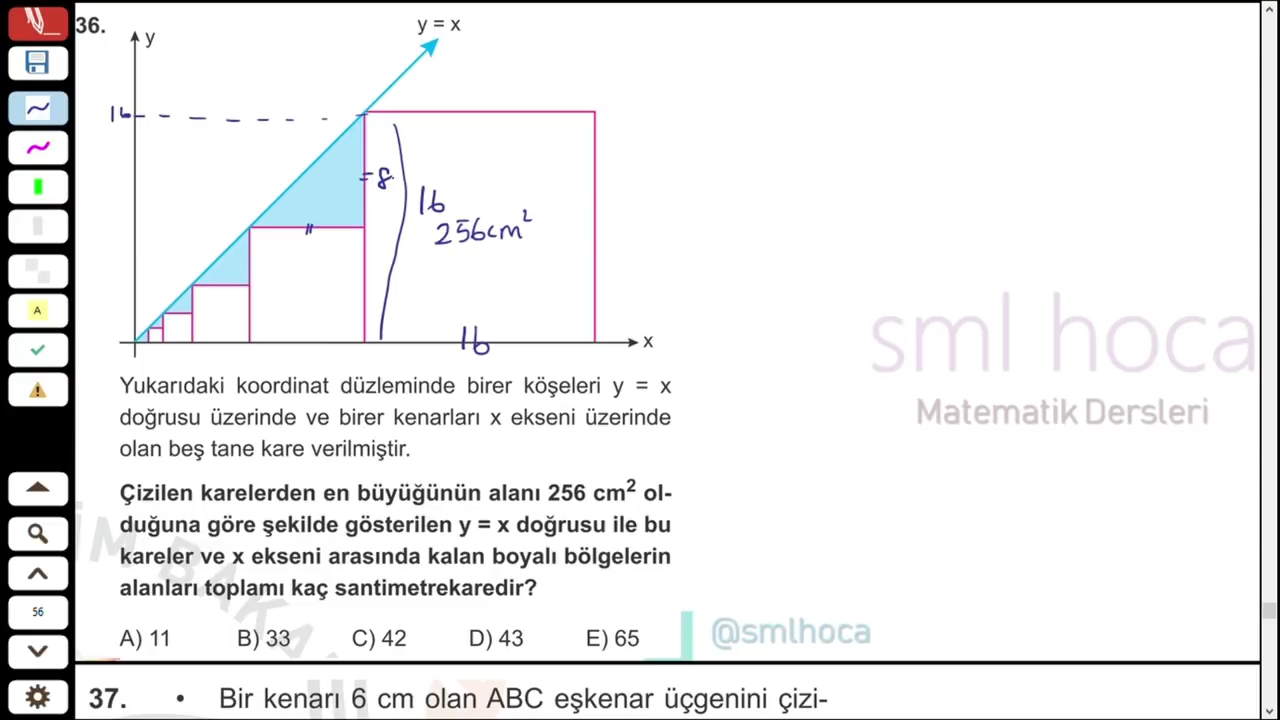 36.
y
y = x
16
= 8
16
256cm²
16
x
sml hoca
Matematik Dersleri
Yukarıdaki koordinat düzleminde birer köşeleri y = x
doğrusu üzerinde ve birer kenarları x ekseni üzerinde
olan beş tane kare verilmiştir.
Çizilen karelerden en büyüğünün alanı 256 cm² ol-
duğuna göre şekilde gösterilen y = x doğrusu ile bu
kareler ve x ekseni arasında kalan boyalı bölgelerin
alanları toplamı kaç santimetrekaredir?
A) 11 B) 33 C) 42 D) 43 E) 65
@smlhoca
A
56
37. • Bir kenarı 6 cm olan ABC eşkenar üçgenini çizi-